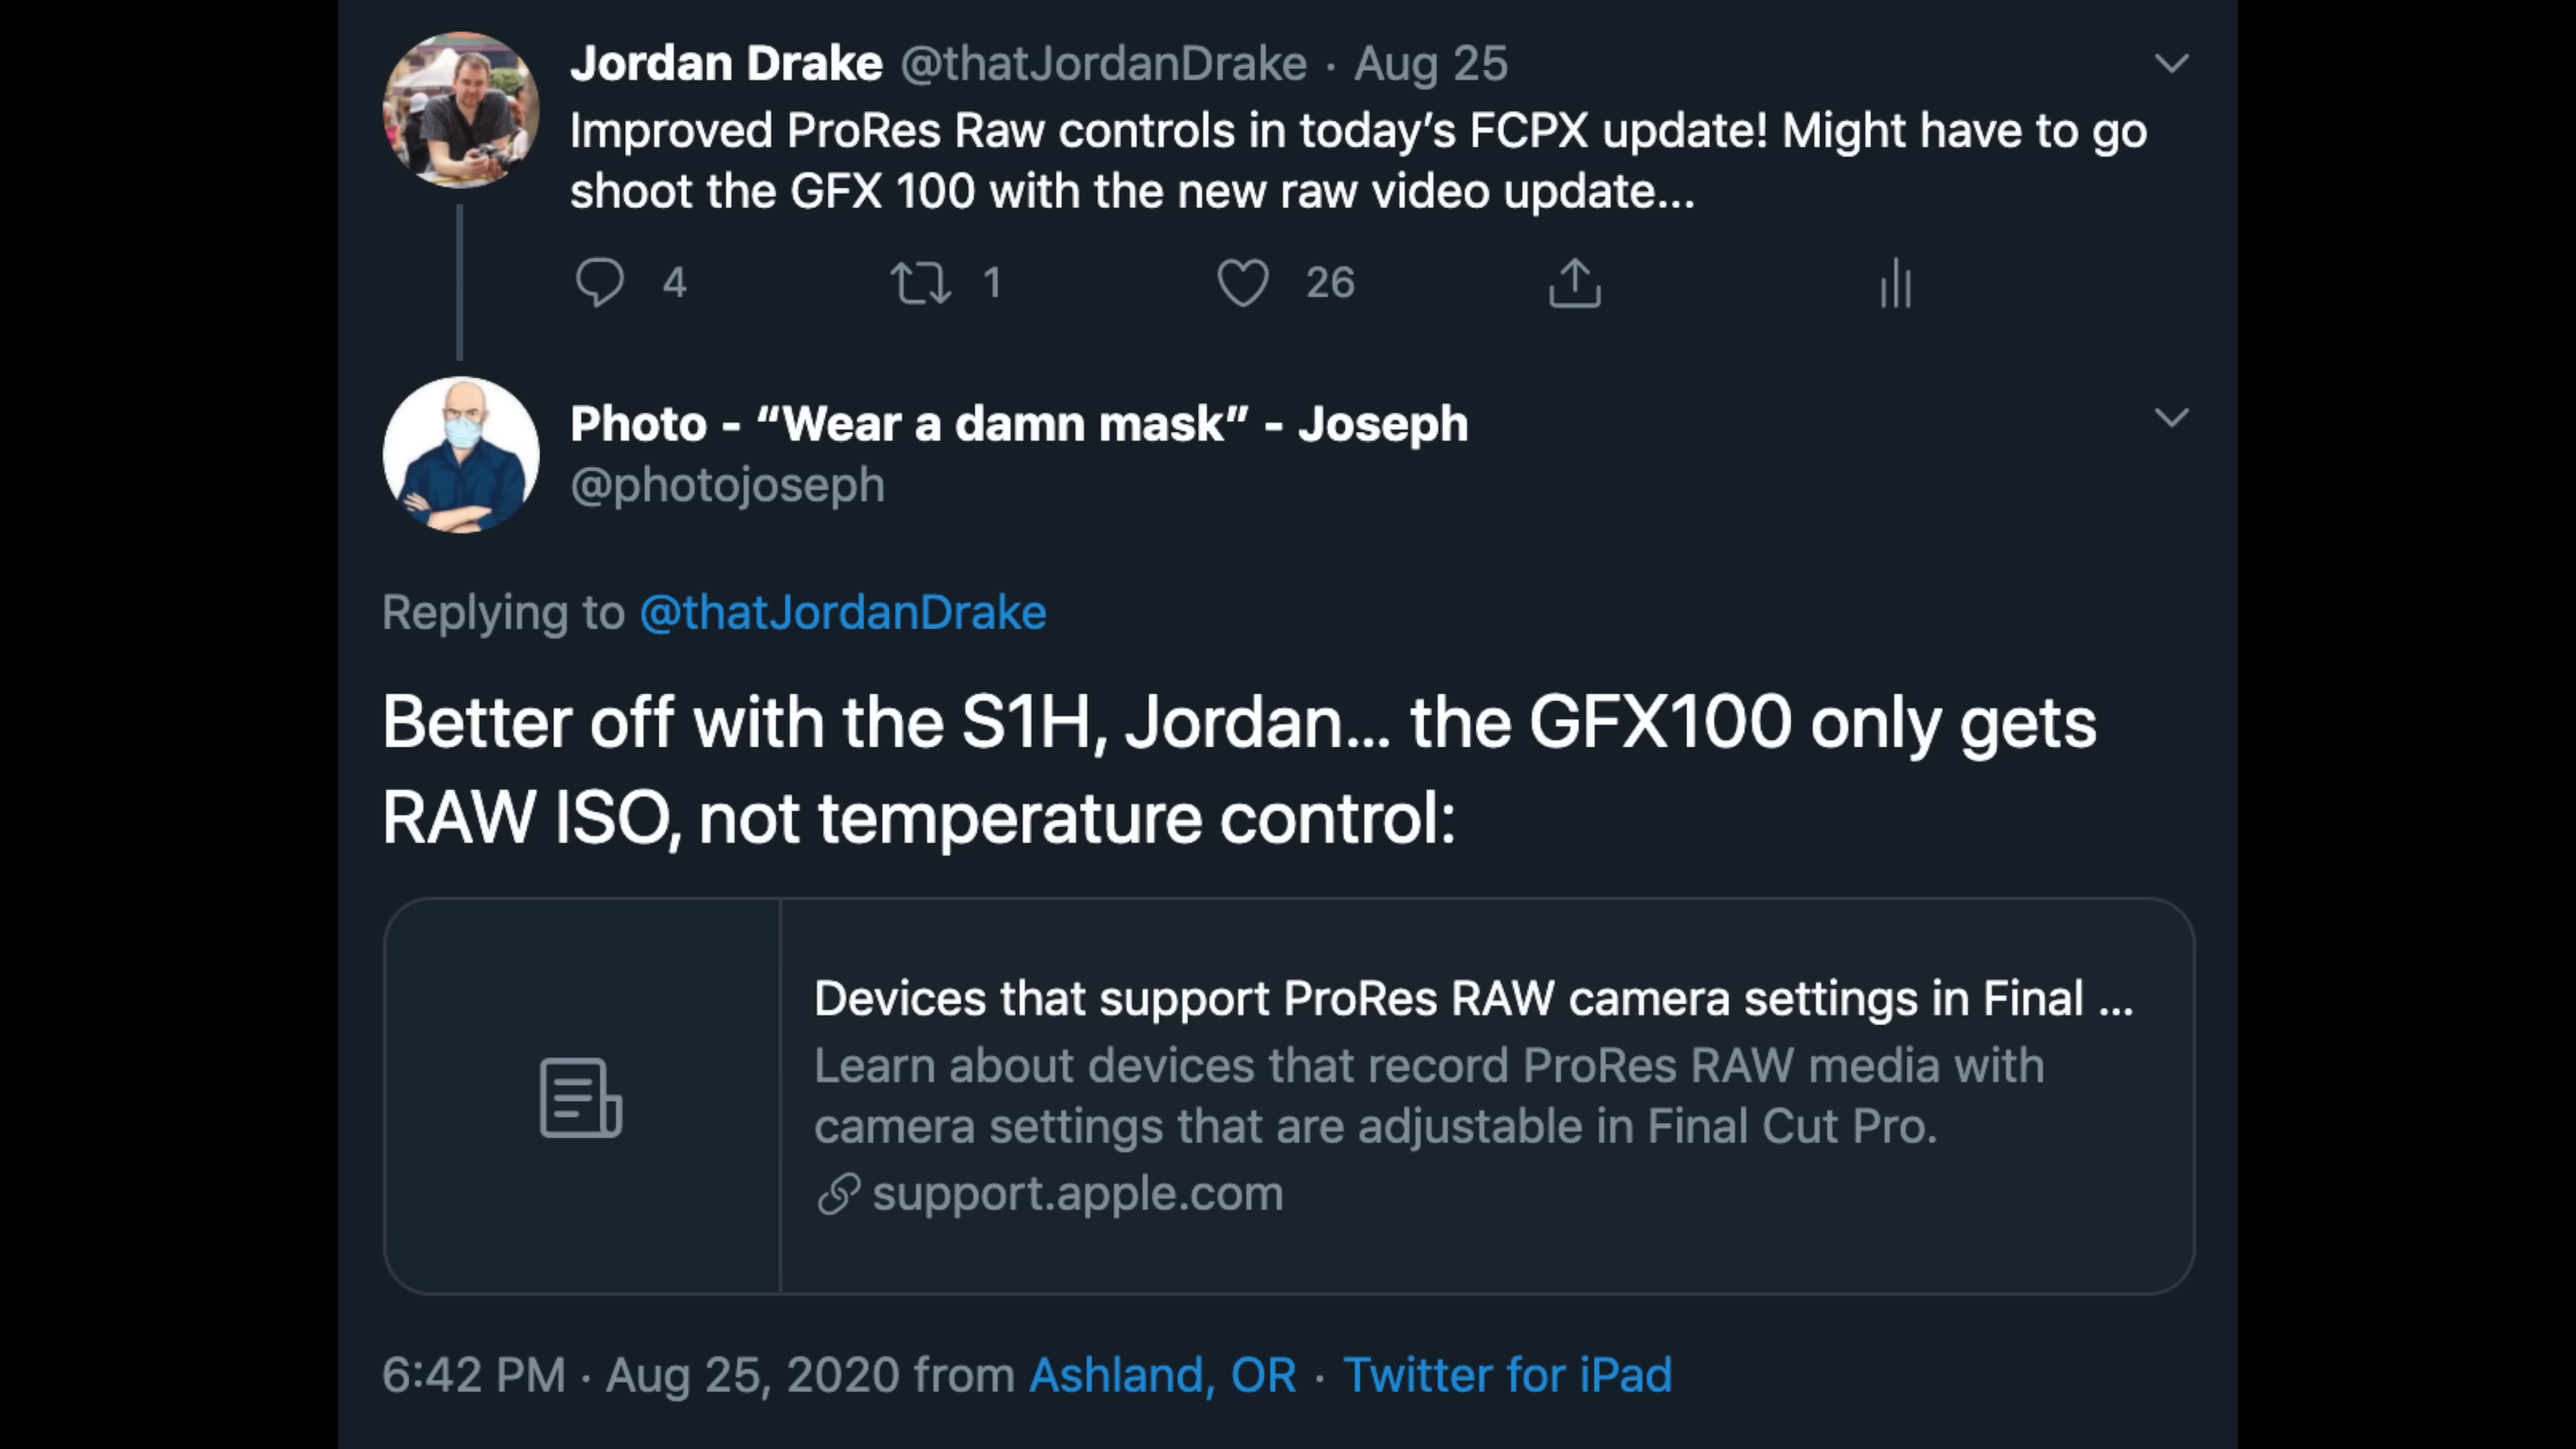 Jordan Drake @thatJordanDrake · Aug 25
Improved ProRes Raw controls in today’s FCPX update! Might have to go
shoot the GFX 100 with the new raw video update...
4 1 26
Photo - “Wear a damn mask” - Joseph
@photojoseph
Replying to @thatJordanDrake
Better off with the S1H, Jordan... the GFX100 only gets
RAW ISO, not temperature control:
Devices that support ProRes RAW camera settings in Final ...
Learn about devices that record ProRes RAW media with
camera settings that are adjustable in Final Cut Pro.
support.apple.com
6:42 PM · Aug 25, 2020 from Ashland, OR · Twitter for iPad